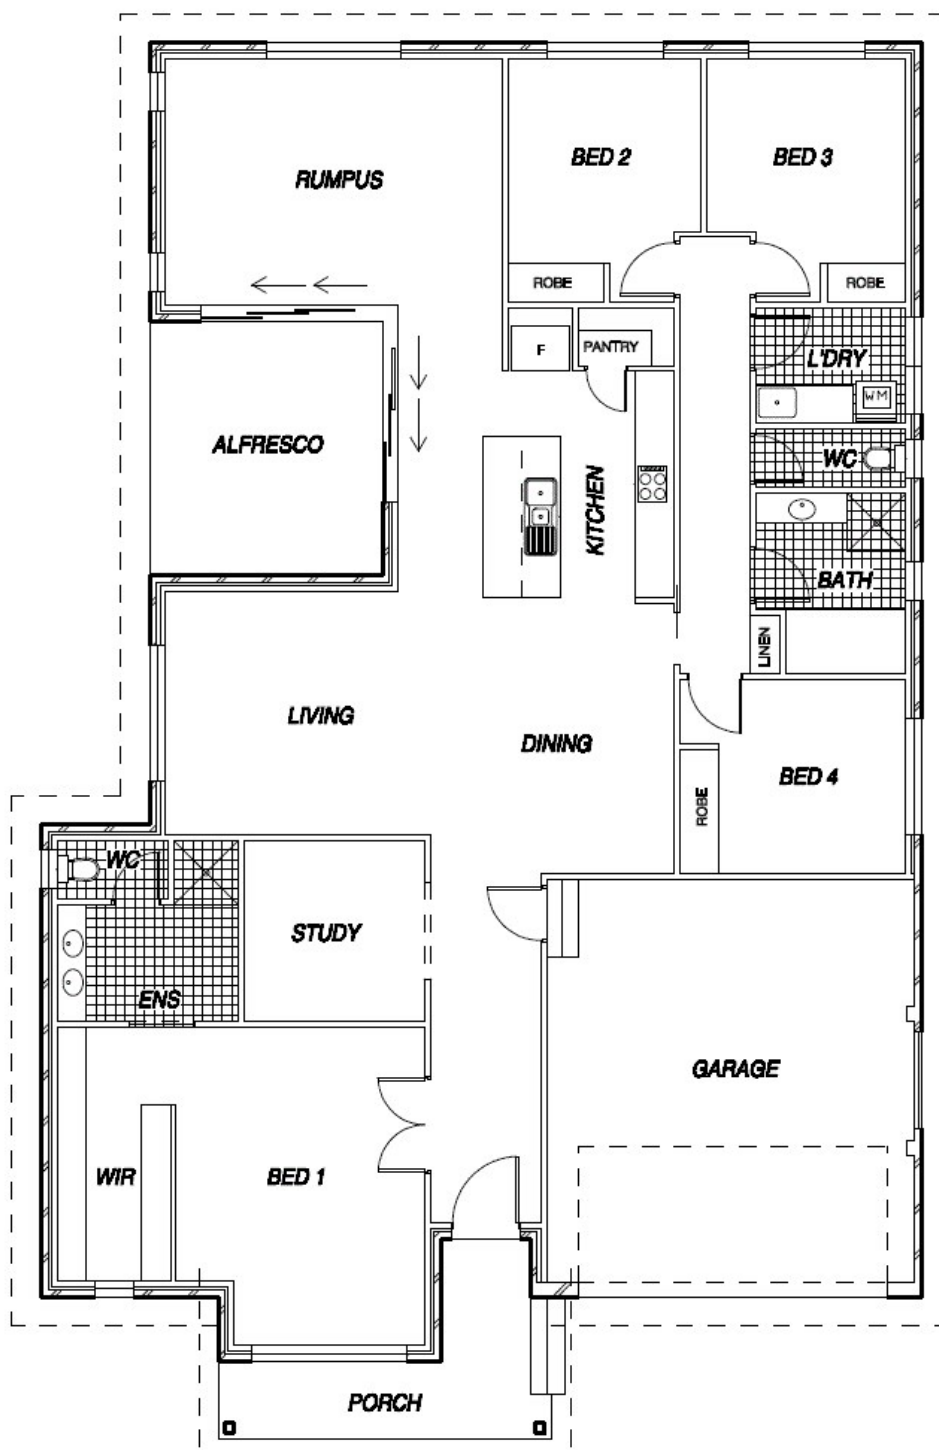 BED 2
BED 3
RUMPUS
ROBE
ROBE
F
PANTRY
L'DRY
WM
ALFRESCO
WC
KITCHEN
BATH
LINEN
LIVING
DINING
BED 4
ROBE
WC
STUDY
ENS
GARAGE
WIR
BED 1
PORCH